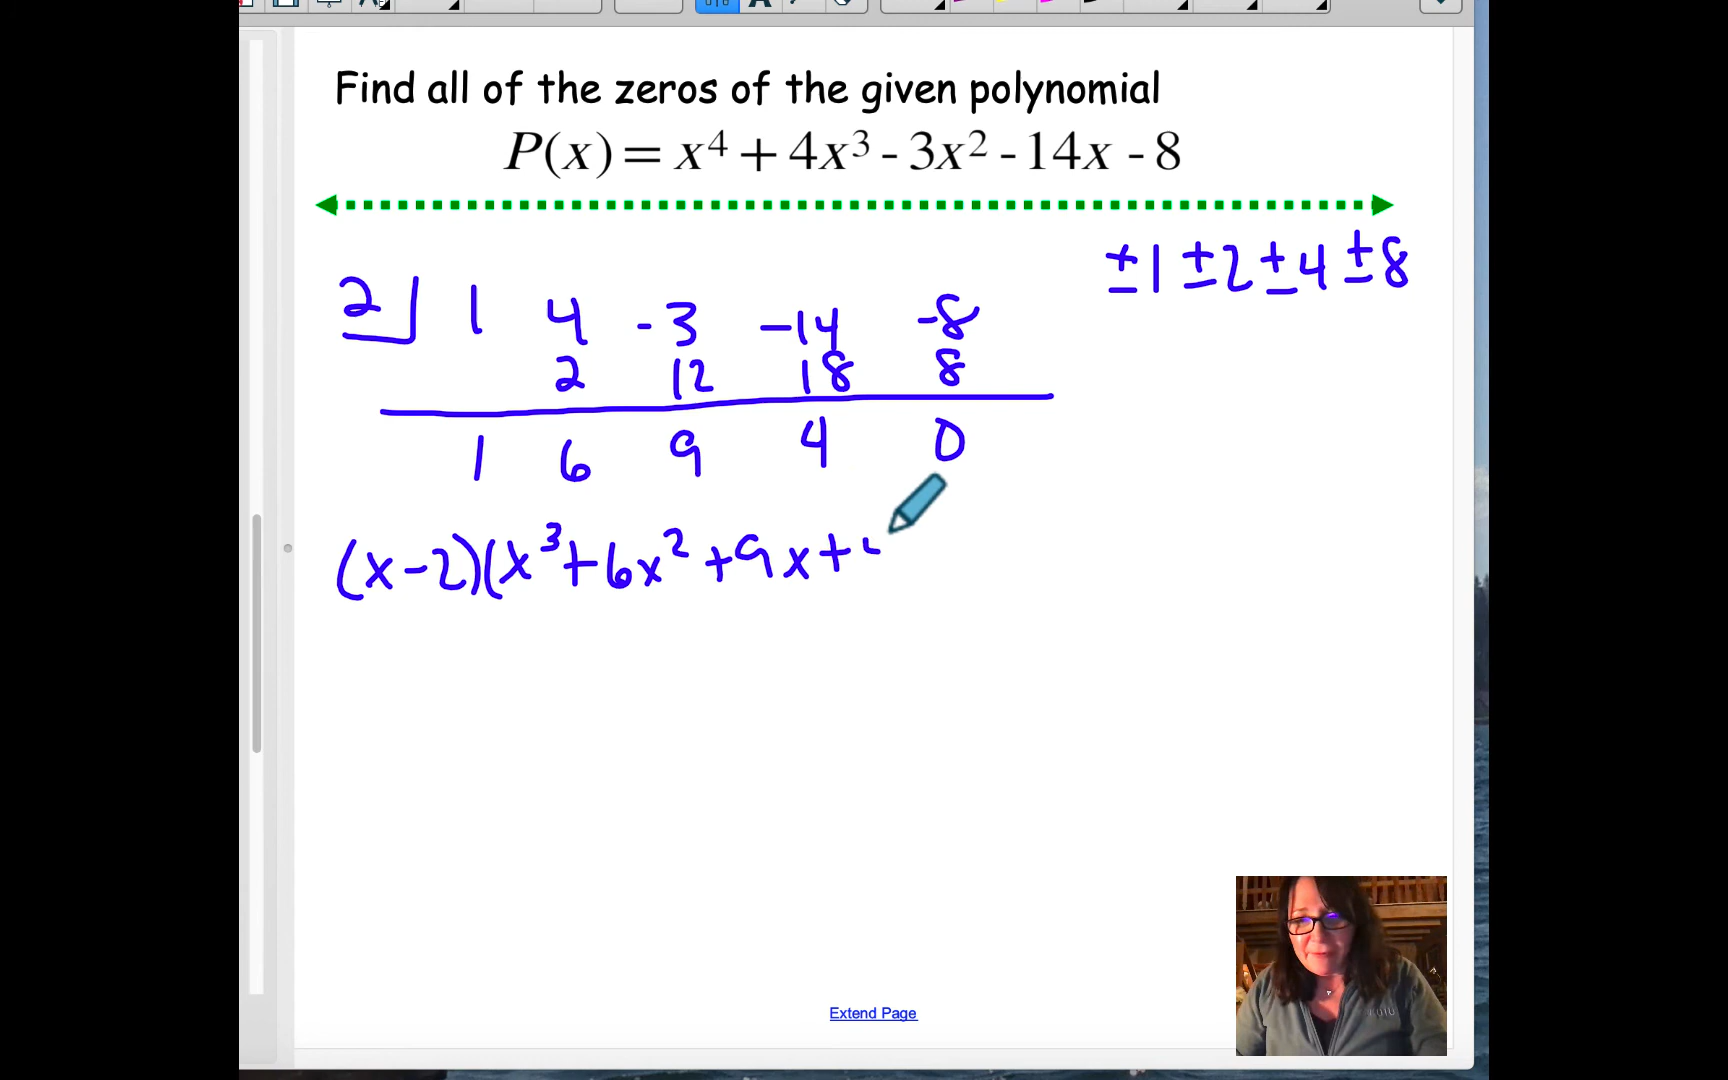 Find all of the zeros of the given polynomial
P(x) = x⁴ + 4x³ - 3x² - 14x - 8
±1 ±2 ±4 ±8
2 1 4 -3 -14 -8
2 12 18 8
1 6 9 4 0
(x-2)(x³+6x²+9x+
Extend Page